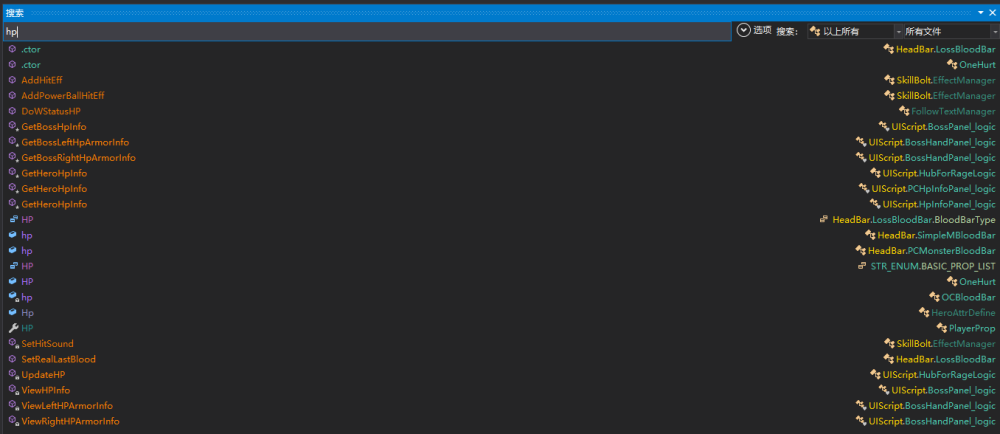 搜索
hp 选项 搜索: 以上所有 所有文件
.ctor HeadBar.LossBloodBar
.ctor OneHurt
AddHitEff SkillBolt.EffectManager
AddPowerBallHitEff SkillBolt.EffectManager
DoWStatusHP FollowTextManager
GetBossHpInfo UIScript.BossPanel_logic
GetBossLeftHpArmorInfo UIScript.BossHandPanel_logic
GetBossRightHpArmorInfo UIScript.BossHandPanel_logic
GetHeroHpInfo UIScript.HubForRageLogic
GetHeroHpInfo UIScript.PCHpInfoPanel_logic
GetHeroHpInfo UIScript.HpInfoPanel_logic
HP HeadBar.LossBloodBar.BloodBarType
hp HeadBar.SimpleMBloodBar
hp HeadBar.PCMonsterBloodBar
HP STR_ENUM.BASIC_PROP_LIST
HP OneHurt
hp OCBloodBar
Hp HeroAttrDefine
HP PlayerProp
SetHitSound SkillBolt.EffectManager
SetRealLastBlood HeadBar.LossBloodBar
UpdateHP UIScript.HubForRageLogic
ViewHPInfo UIScript.BossPanel_logic
ViewLeftHPArmorInfo UIScript.BossHandPanel_logic
ViewRightHPArmorInfo UIScript.BossHandPanel_logic